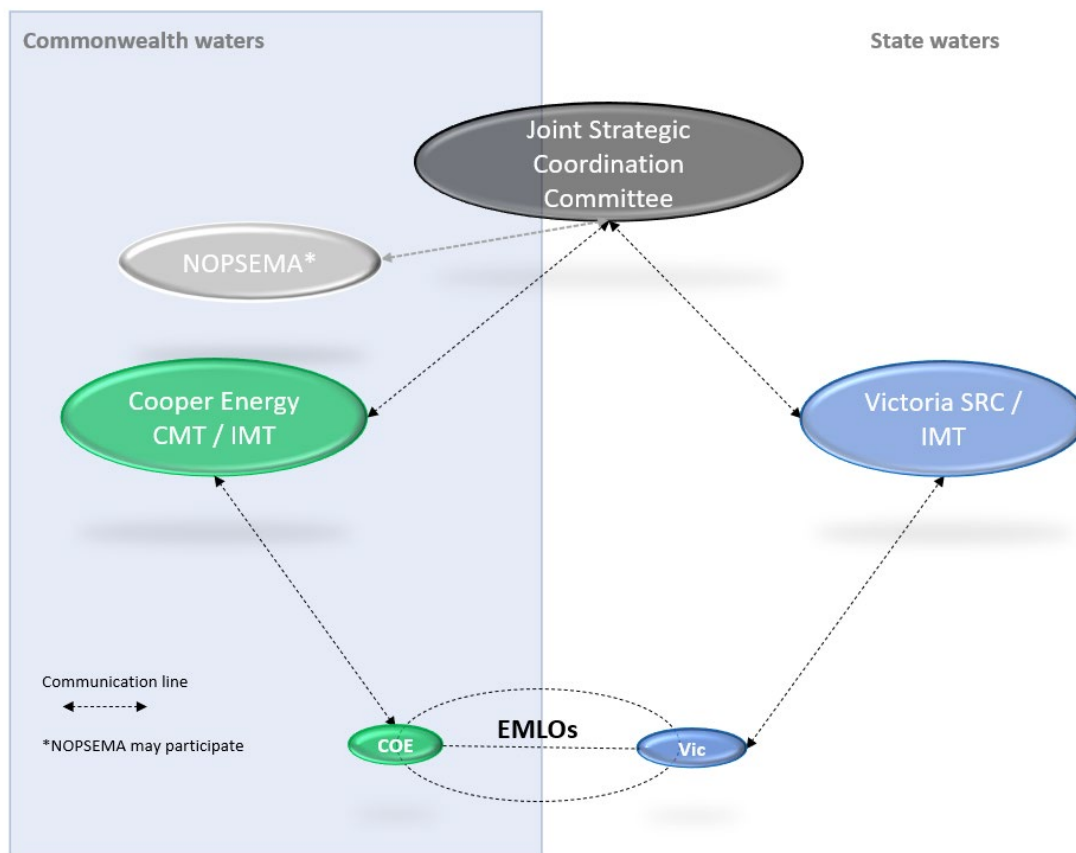 Commonwealth waters
State waters
Joint Strategic
Coordination
Committee
NOPSEMA*
Cooper Energy
CMT / IMT
Victoria SRC /
IMT
Communication line
*NOPSEMA may participate
EMLOs
COE
Vic